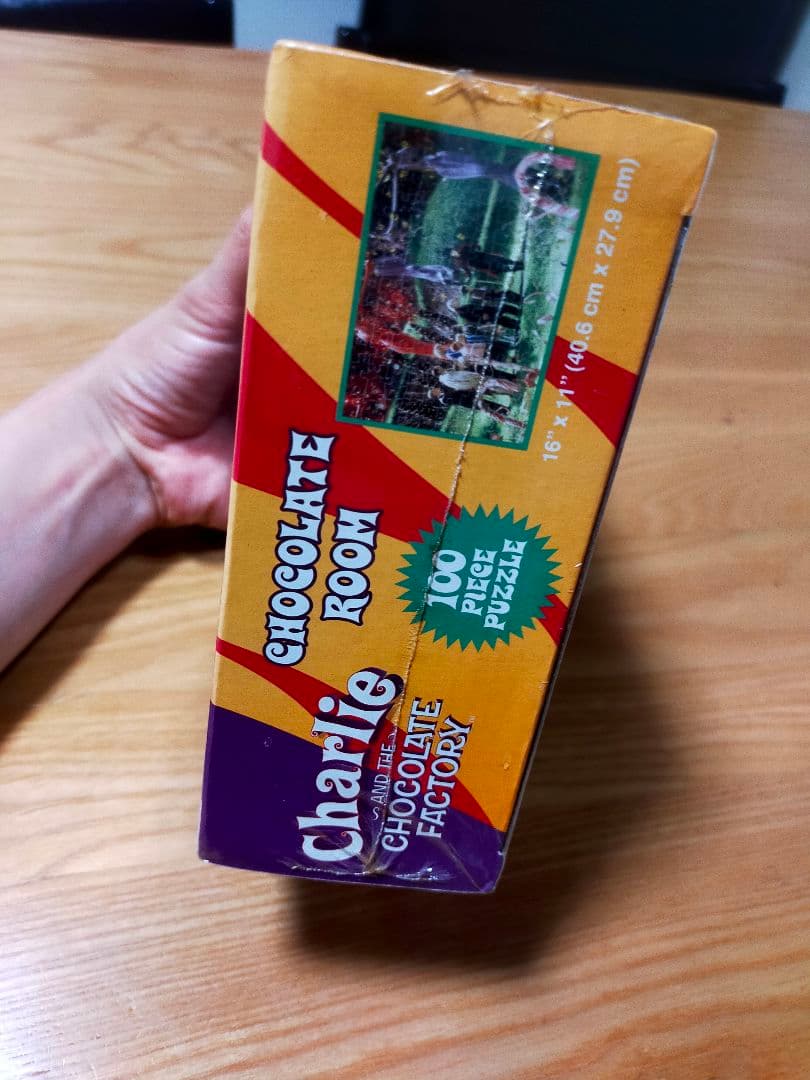 Charlie
AND THE
CHOCOLATE
FACTORY
CHOCOLATE
ROOM
100
PIECE
PUZZLE
16" x 11" (40.6 cm x 27.9 cm)